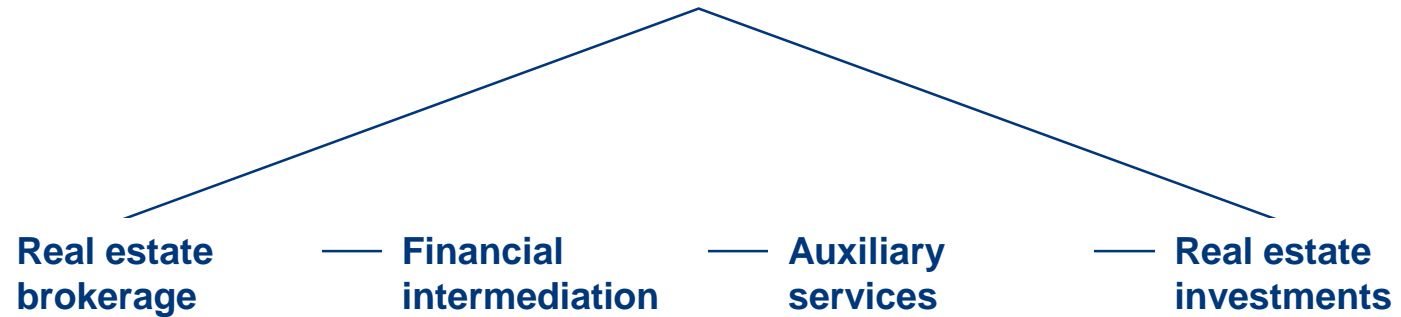 Real estate
brokerage
Financial
intermediation
Auxiliary
services
Real estate
investments